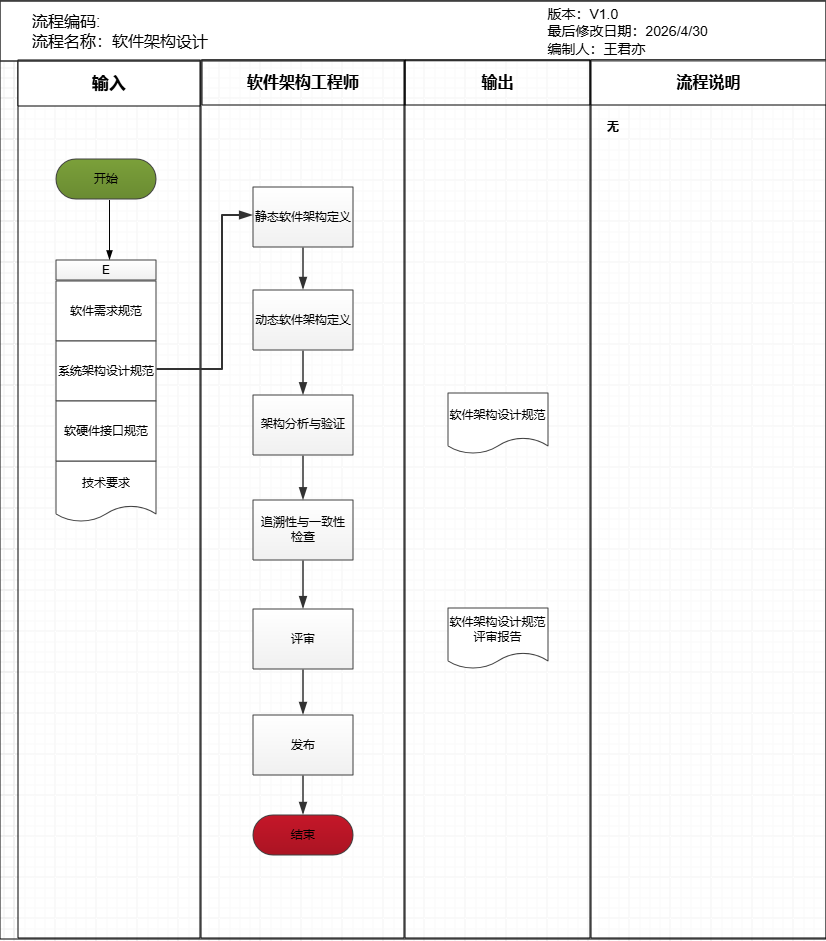 流程编码:
流程名称：软件架构设计
版本：V1.0
最后修改日期：2026/4/30
编制人：王君亦
输入
软件架构工程师
输出
流程说明
无
开始
E
软件需求规范
系统架构设计规范
软硬件接口规范
技术要求
静态软件架构定义
动态软件架构定义
架构分析与验证
追溯性与一致性
检查
评审
发布
结束
软件架构设计规范
软件架构设计规范
评审报告